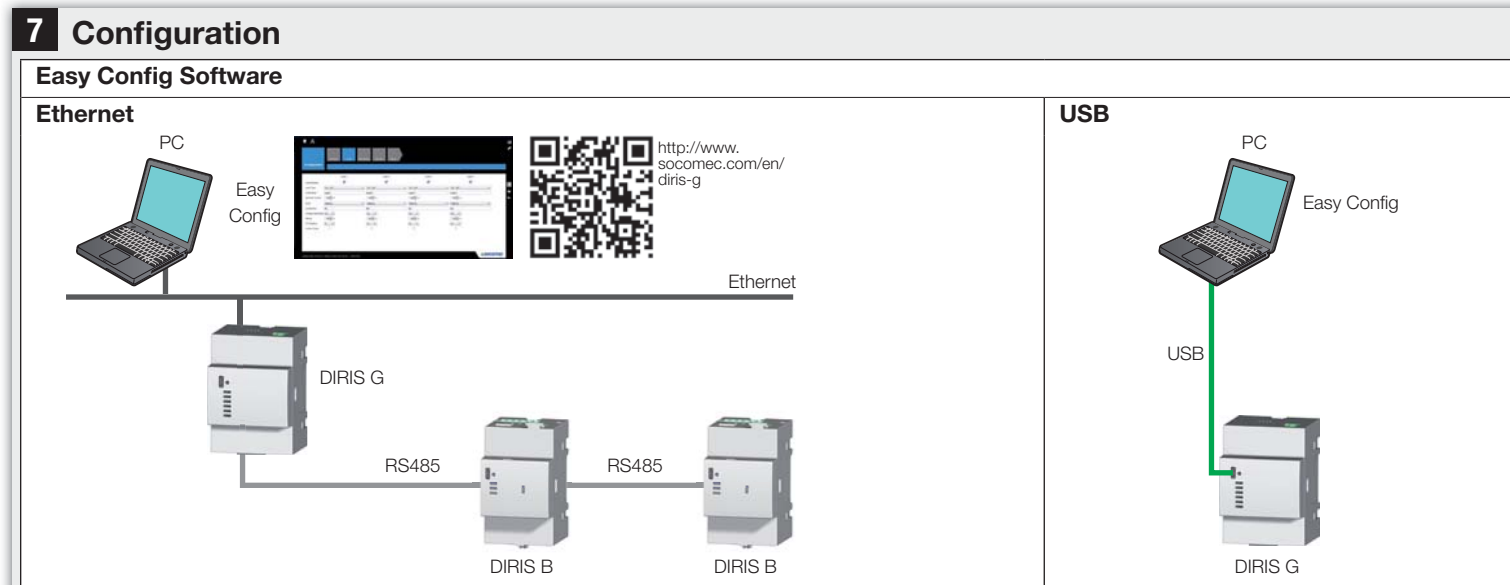 7 Configuration
Easy Config Software
Ethernet
PC
Easy
Config
http://www.
socomec.com/en/
diris-g
Ethernet
DIRIS G
RS485
RS485
DIRIS B
DIRIS B
USB
PC
Easy Config
USB
DIRIS G